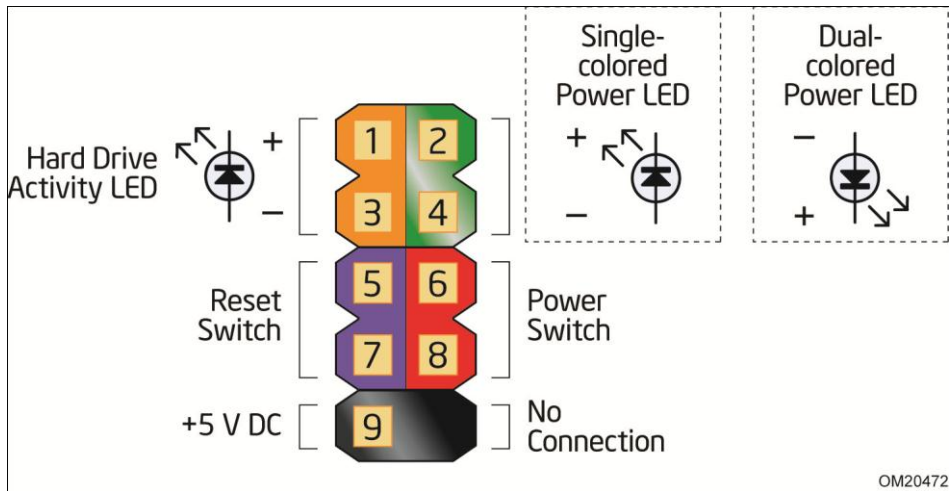 Single-
colored
Power LED
Dual-
colored
Power LED
Hard Drive
Activity LED
+
−
1
2
3
4
+
−
−
+
Reset
Switch
5
6
7
8
Power
Switch
+5 V DC
9
No
Connection
OM20472